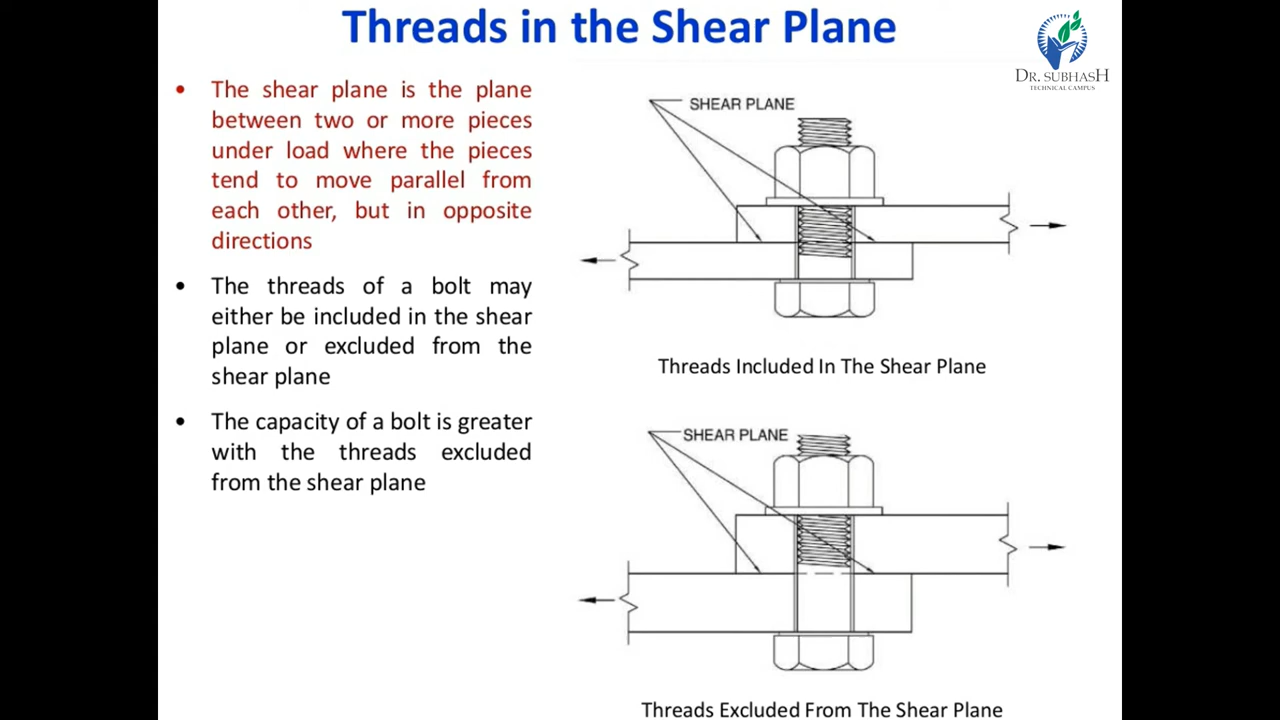 Threads in the Shear Plane
DR. SUBHASH
TECHNICAL CAMPUS
• The shear plane is the plane
between two or more pieces
under load where the pieces
tend to move parallel from
each other, but in opposite
directions
• The threads of a bolt may
either be included in the shear
plane or excluded from the
shear plane
• The capacity of a bolt is greater
with the threads excluded
from the shear plane
SHEAR PLANE
Threads Included In The Shear Plane
SHEAR PLANE
Threads Excluded From The Shear Plane